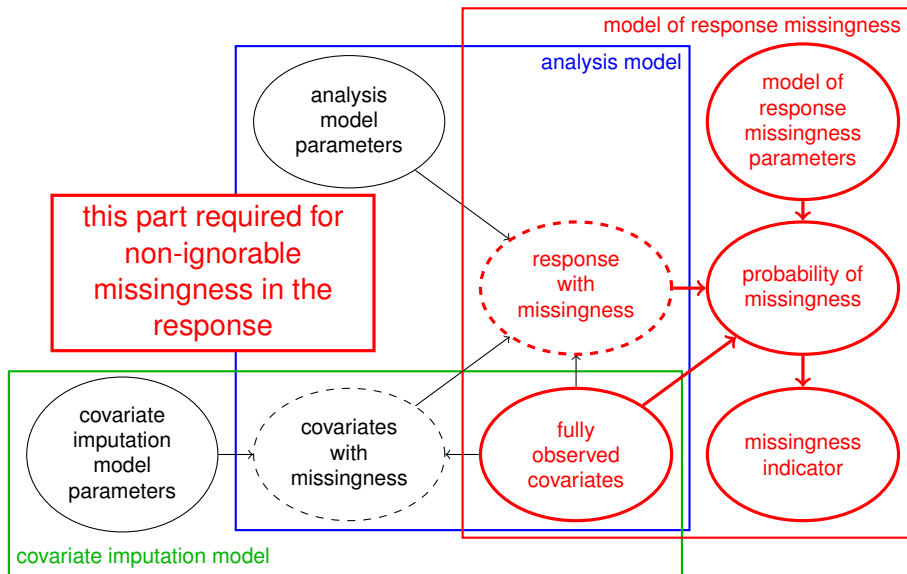 model of response missingness
analysis model
analysis
model
parameters
model of
response
missingness
parameters
this part required for
non-ignorable
missingness in the
response
response
with
missingness
probability of
missingness
covariate
imputation
model
parameters
covariates
with
missingness
fully
observed
covariates
missingness
indicator
covariate imputation model